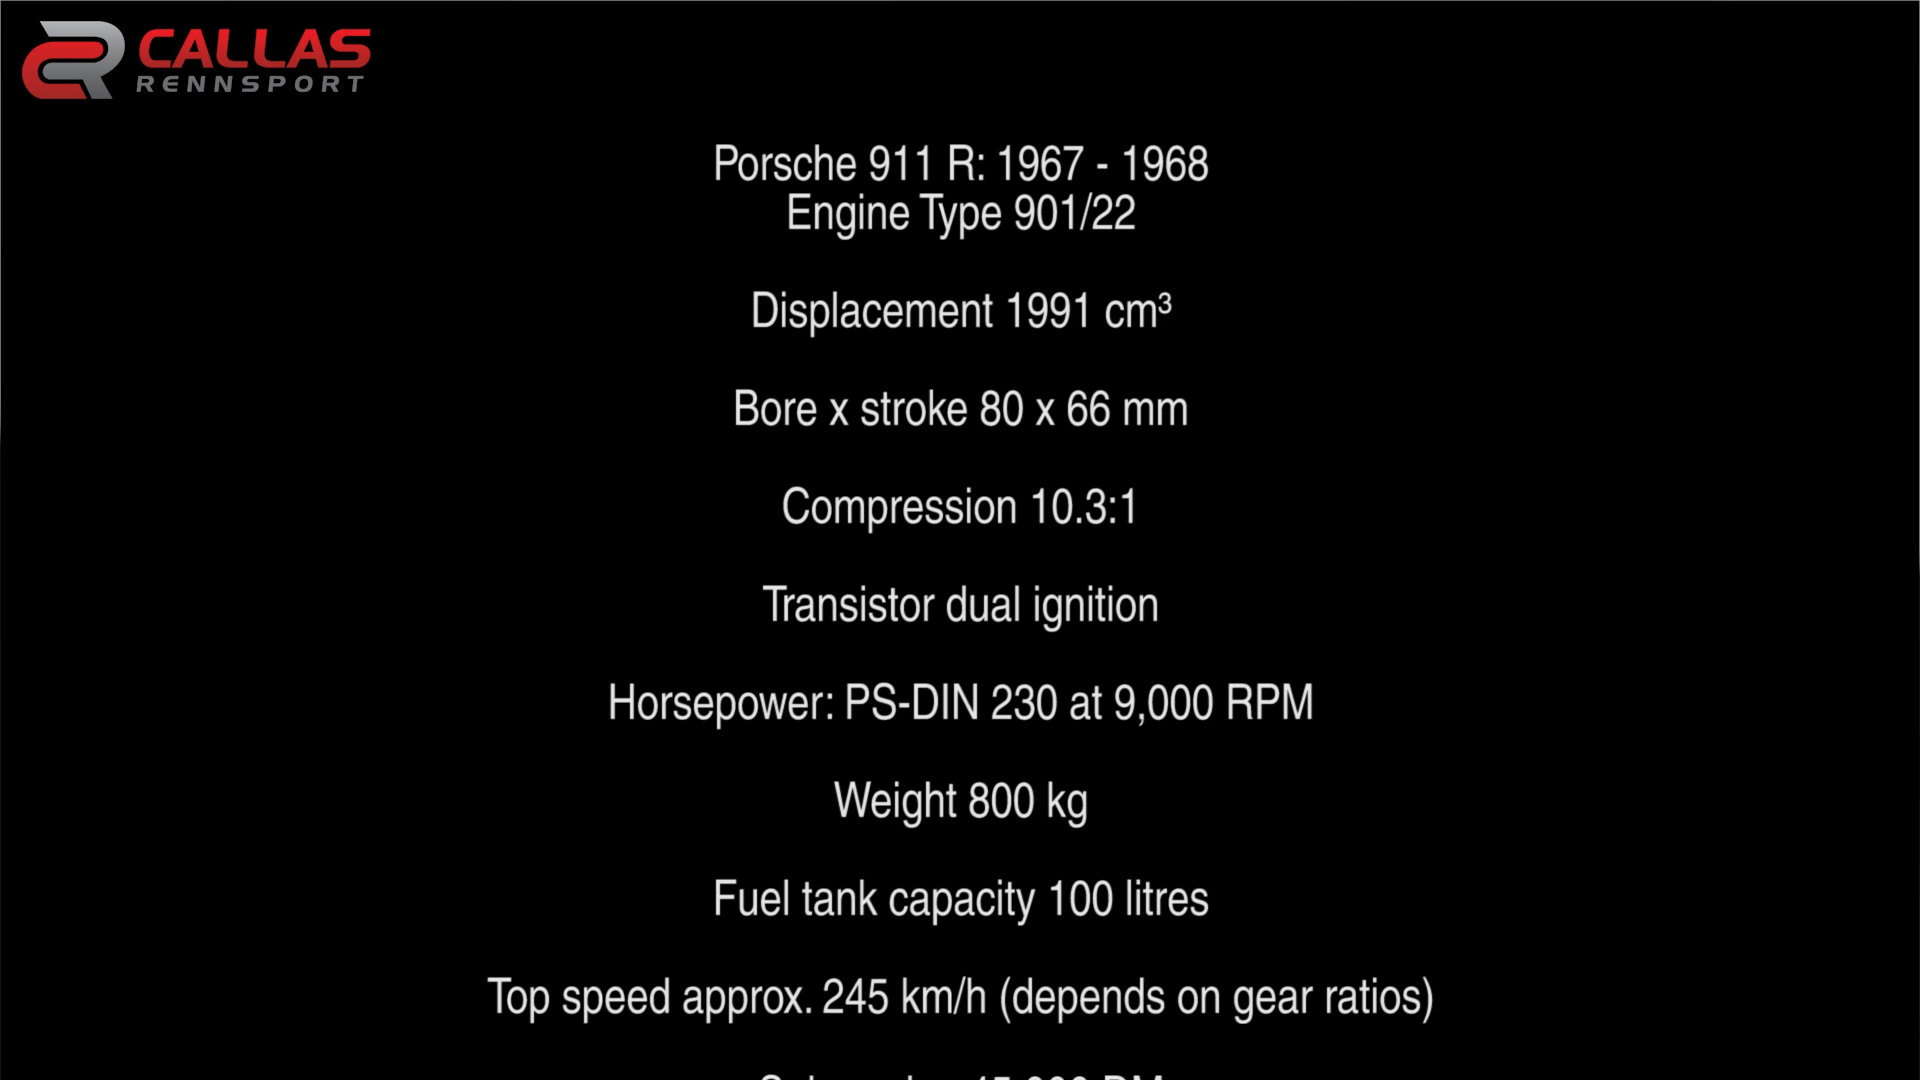 CALLAS
RENNSPORT
Porsche 911 R: 1967 - 1968
Engine Type 901/22
Displacement 1991 cm³
Bore x stroke 80 x 66 mm
Compression 10.3:1
Transistor dual ignition
Horsepower: PS-DIN 230 at 9,000 RPM
Weight 800 kg
Fuel tank capacity 100 litres
Top speed approx. 245 km/h (depends on gear ratios)